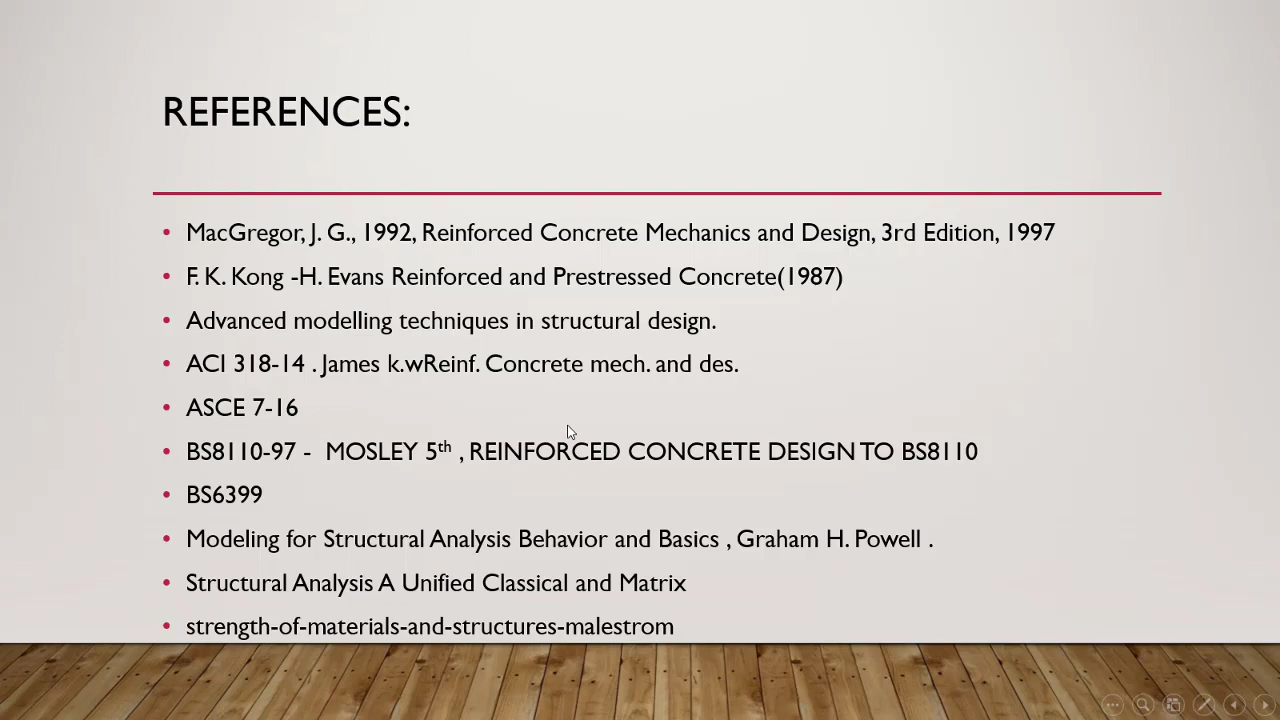 REFERENCES:
• MacGregor, J. G., 1992, Reinforced Concrete Mechanics and Design, 3rd Edition, 1997
• F. K. Kong -H. Evans Reinforced and Prestressed Concrete(1987)
• Advanced modelling techniques in structural design.
• ACI 318-14 . James k.wReinf. Concrete mech. and des.
• ASCE 7-16
• BS8110-97 - MOSLEY 5th , REINFORCED CONCRETE DESIGN TO BS8110
• BS6399
• Modeling for Structural Analysis Behavior and Basics , Graham H. Powell .
• Structural Analysis A Unified Classical and Matrix
• strength-of-materials-and-structures-malestrom